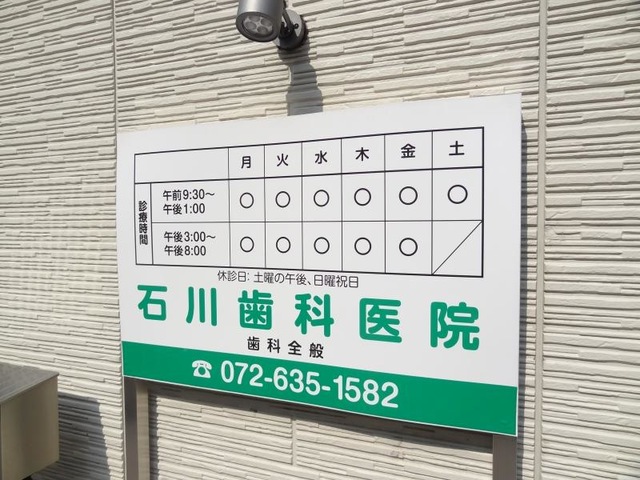 月 火 水 木 金 土
診療時間
午前9:30〜 ○ ○ ○ ○ ○ ○
午後1:00
午後3:00〜 ○ ○ ○ ○ ○
午後8:00
休診日:土曜の午後、日曜祝日
石川歯科医院
歯科全般
☎ 072-635-1582